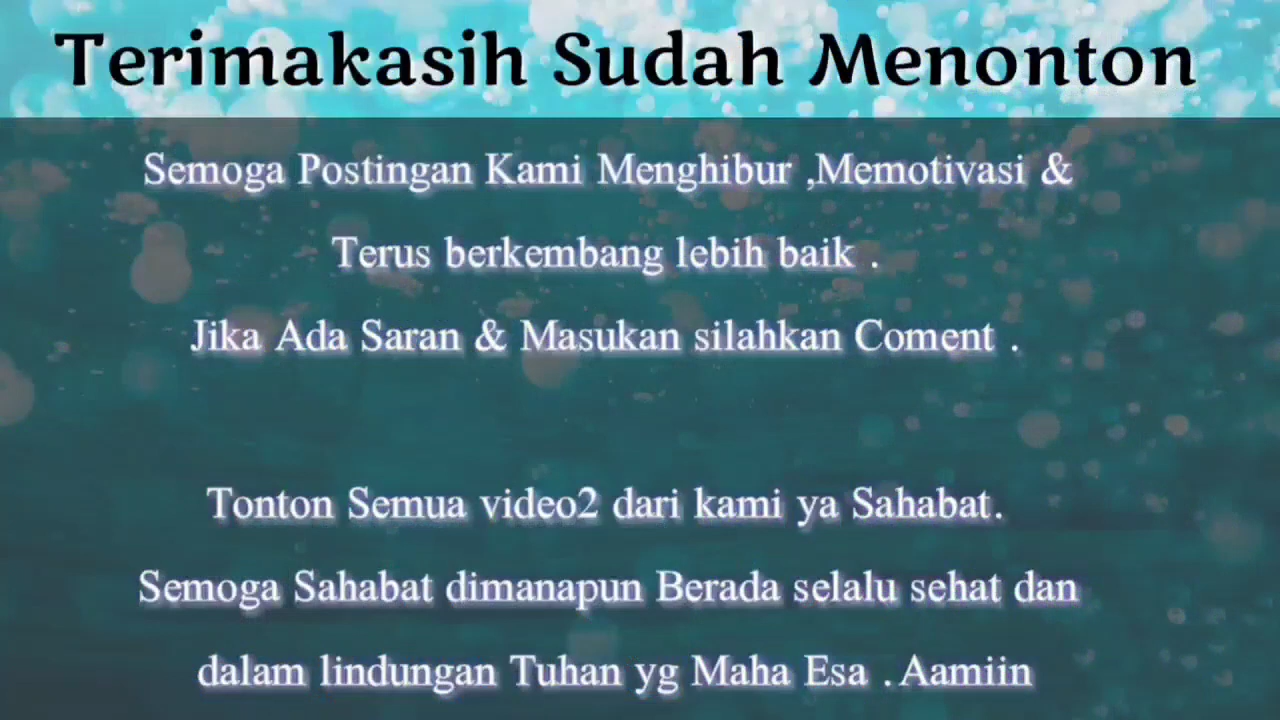 Terimakasih Sudah Menonton
Semoga Postingan Kami Menghibur ,Memotivasi &
Terus berkembang lebih baik .
Jika Ada Saran & Masukan silahkan Coment .
Tonton Semua video2 dari kami ya Sahabat.
Semoga Sahabat dimanapun Berada selalu sehat dan
dalam lindungan Tuhan yg Maha Esa . Aamiin